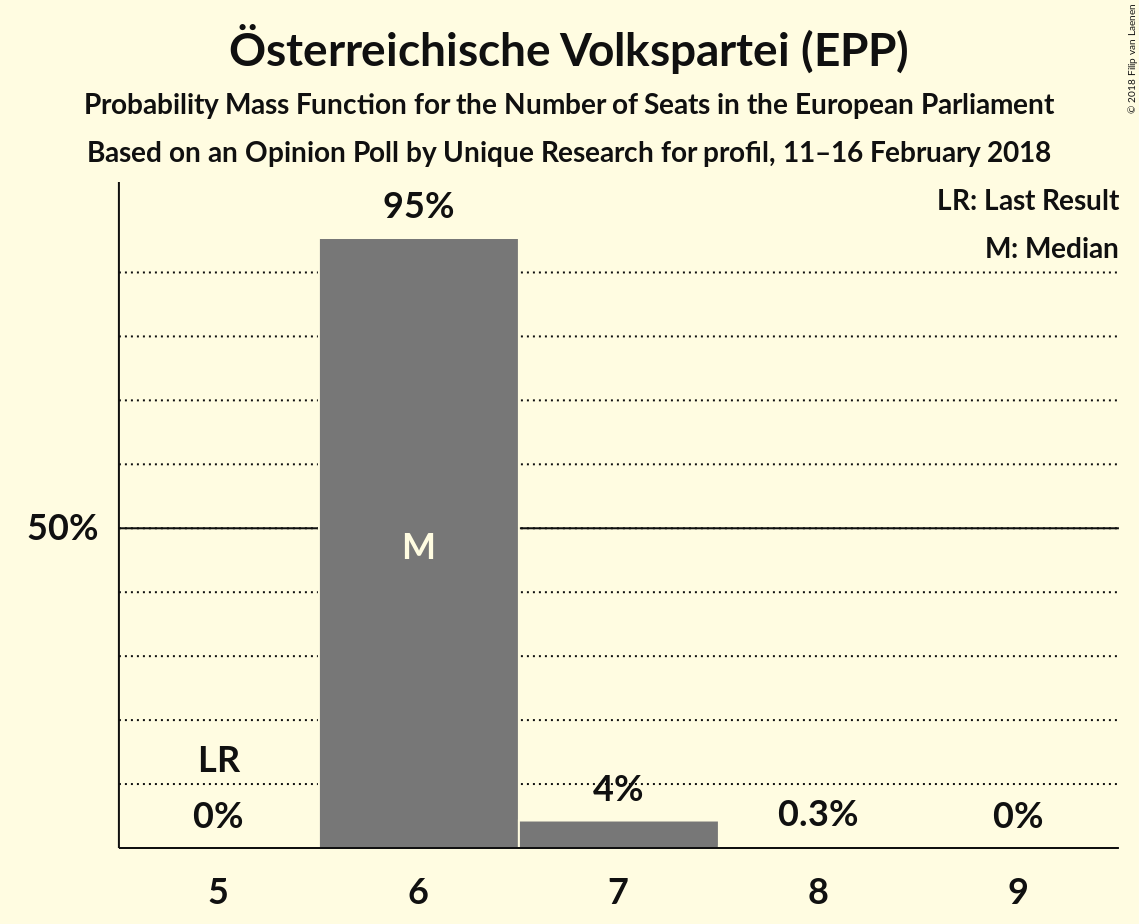 Österreichische Volkspartei (EPP)
Probability Mass Function for the Number of Seats in the European Parliament
Based on an Opinion Poll by Unique Research for profil, 11–16 February 2018
© 2018 Filip van Laenen
LR: Last Result
M: Median
95%
50%
M
LR
0%
4%
0.3%
0%
5
6
7
8
9